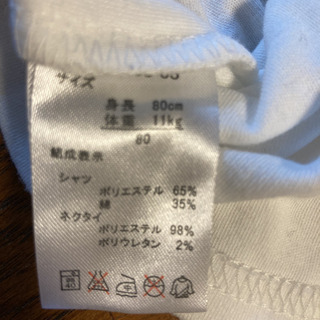 サイズ
身長 80cm
体重 11kg
80
組成表示
シャツ
ポリエステル 65%
綿 35%
ネクタイ
ポリエステル 98%
ポリウレタン 2%
40 中